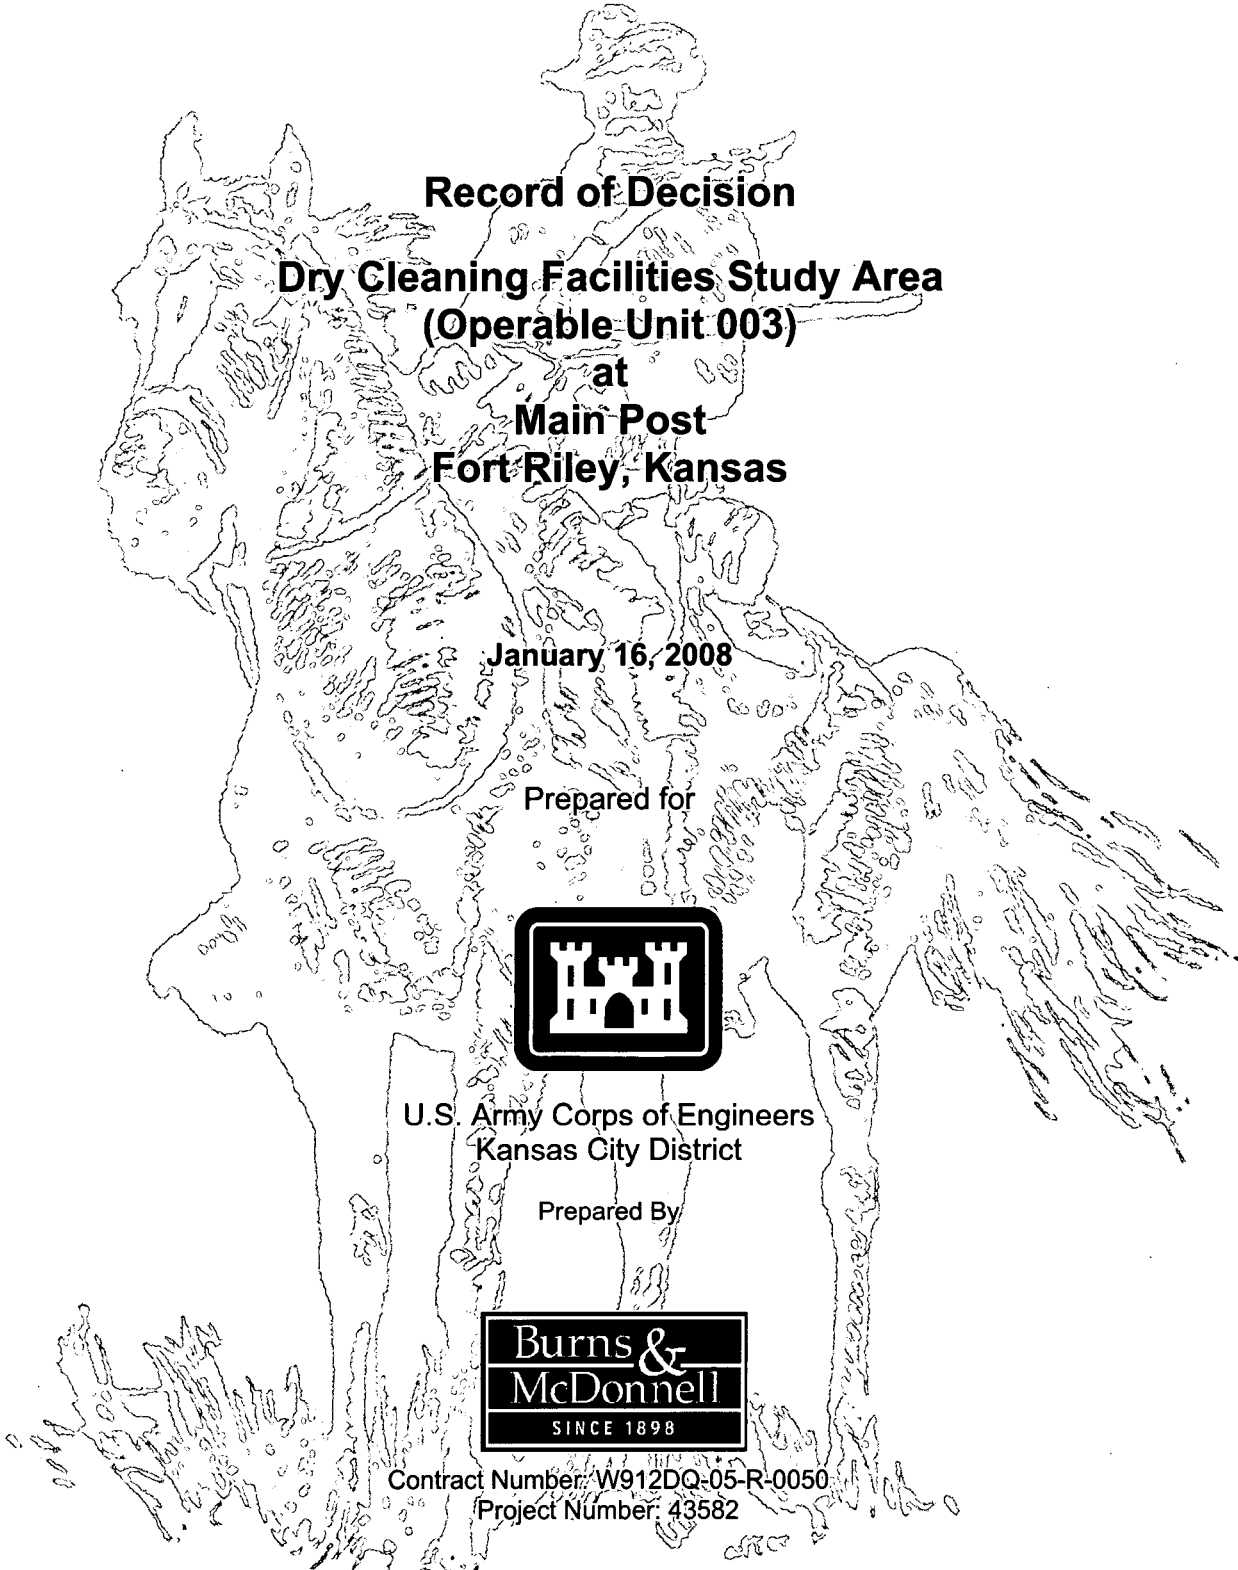 Record of Decision
Dry Cleaning Facilities Study Area
(Operable Unit 003)
at
Main Post
Fort Riley, Kansas
January 16, 2008
Prepared for
U.S. Army Corps of Engineers
Kansas City District
Prepared By
Burns &
McDonnell
SINCE 1898
Contract Number: W912DQ-05-R-0050
Project Number: 43582